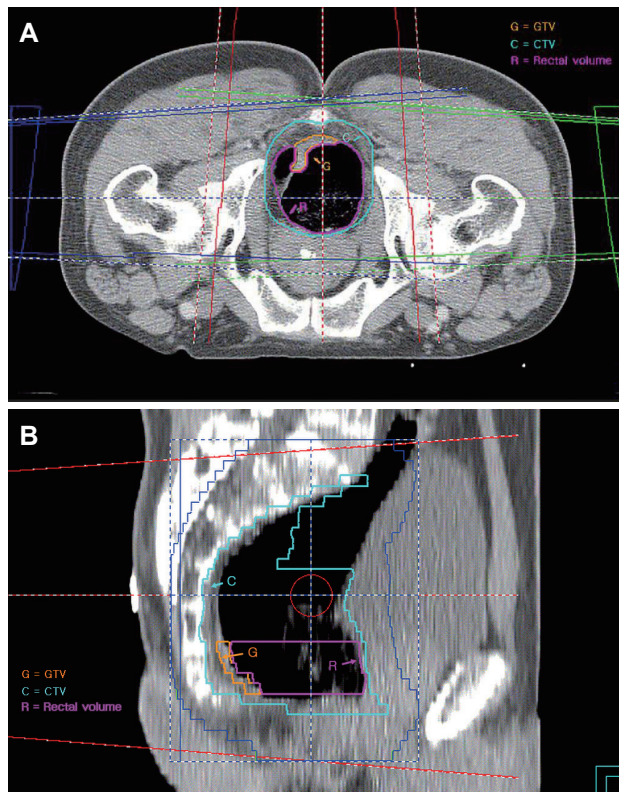 A
G = GTV
C = CTV
R = Rectal volume
C
G
R
B
C
G
R
G = GTV
C = CTV
R = Rectal volume